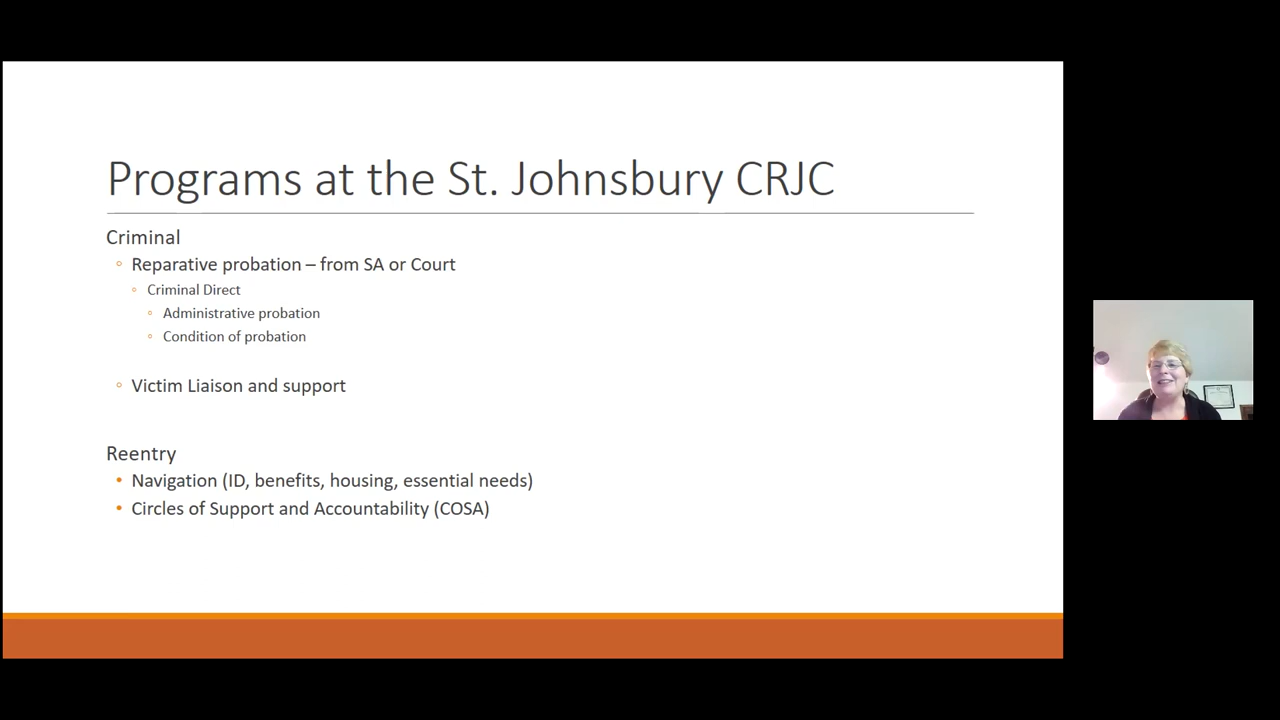 Programs at the St. Johnsbury CRJC
Criminal
Reparative probation – from SA or Court
Criminal Direct
Administrative probation
Condition of probation
Victim Liaison and support
Reentry
Navigation (ID, benefits, housing, essential needs)
Circles of Support and Accountability (COSA)